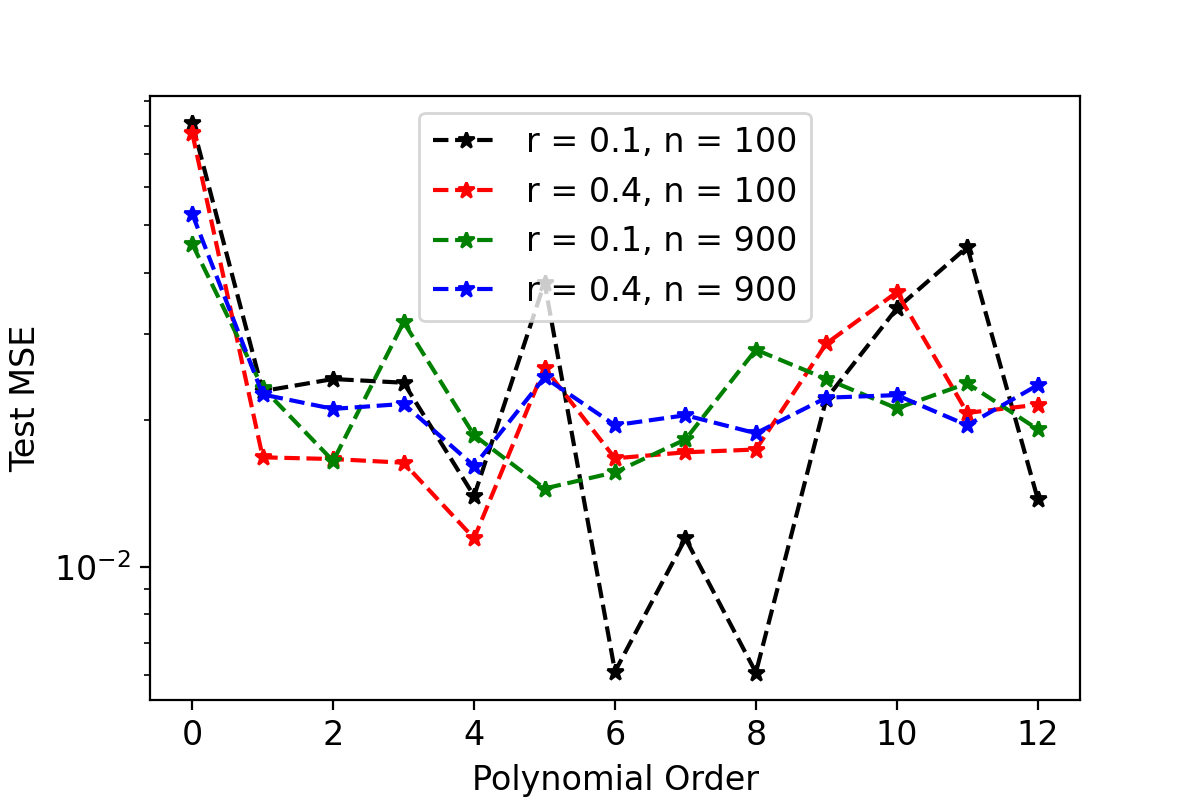 r = 0.1, n = 100
r = 0.4, n = 100
r = 0.1, n = 900
r = 0.4, n = 900
Test MSE
10⁻²
0 2 4 6 8 10 12
Polynomial Order